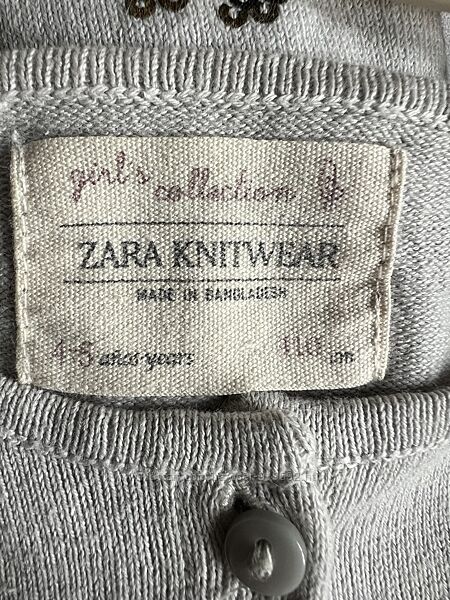 girl's collection
ZARA KNITWEAR
MADE IN BANGLADESH
4-5 años-years 110 cm